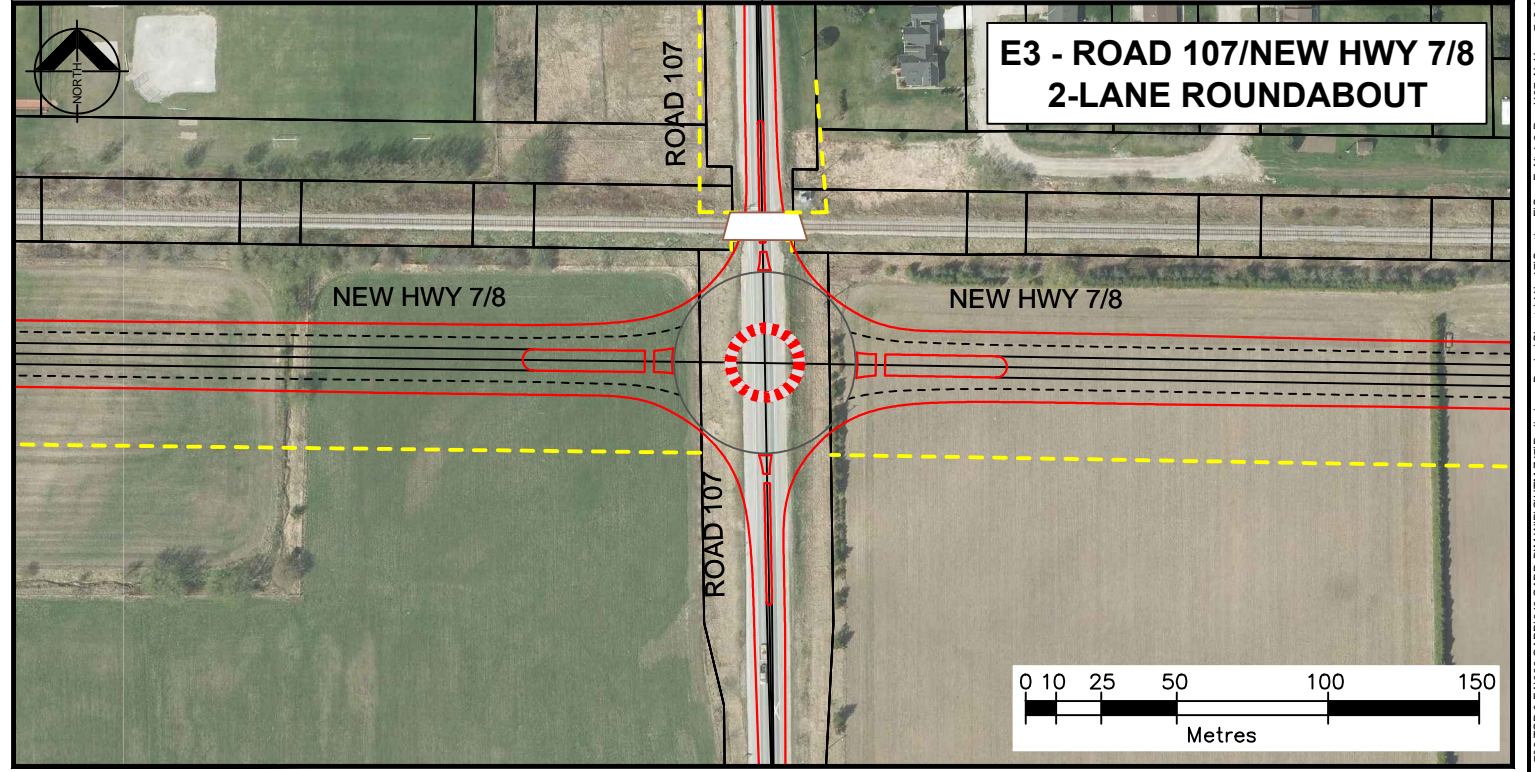 E3 - ROAD 107/NEW HWY 7/8
2-LANE ROUNDABOUT
NORTH
ROAD 107
NEW HWY 7/8
NEW HWY 7/8
ROAD 107
0 10 25 50 100 150
Metres